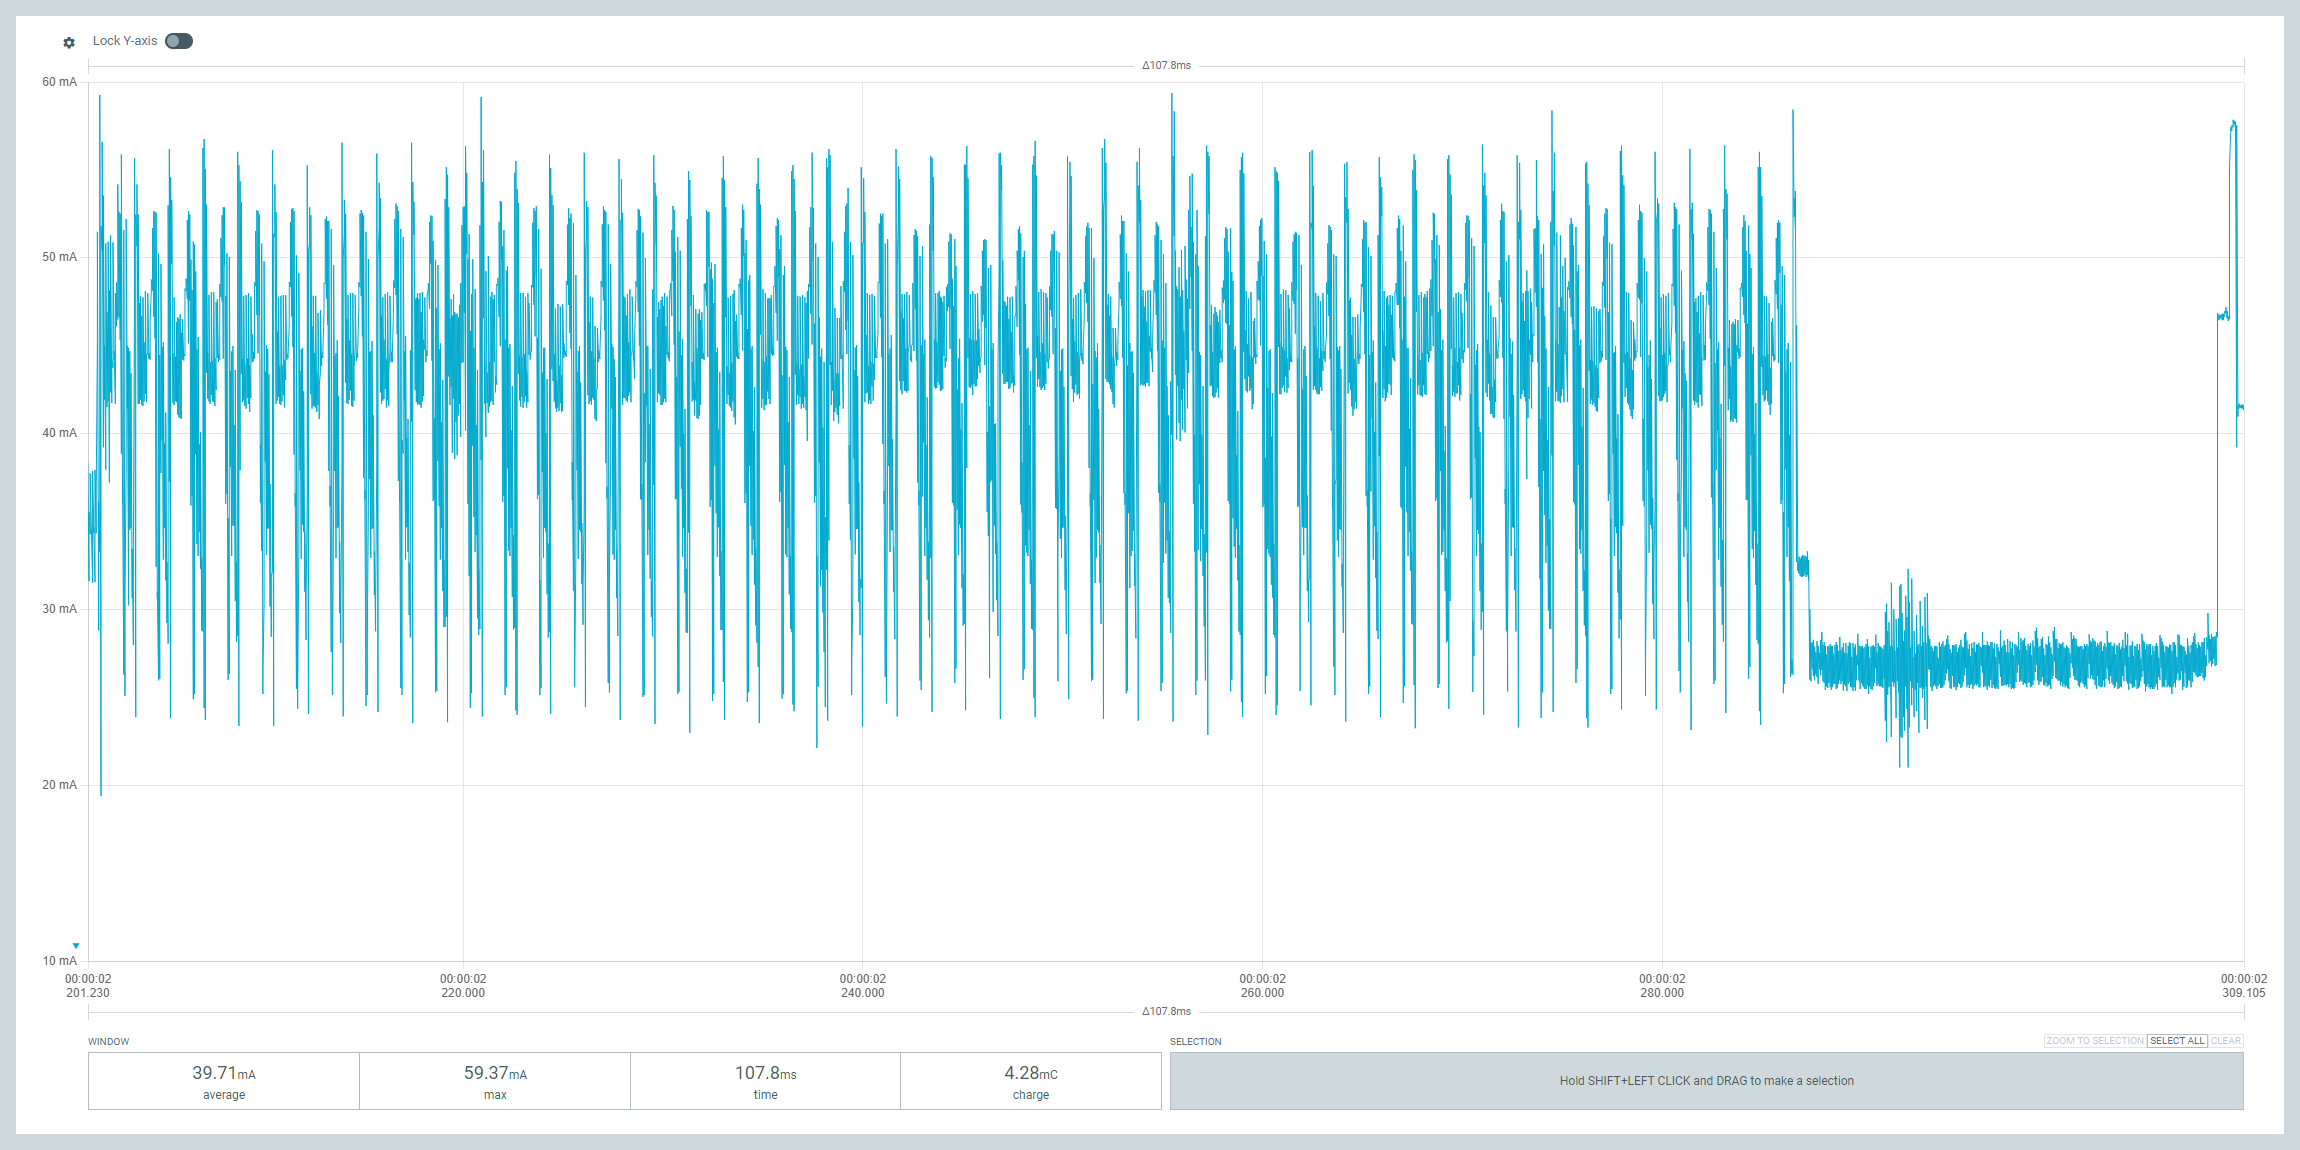 Lock Y-axis
Δ107.8ms
60 mA
50 mA
40 mA
30 mA
20 mA
10 mA
00:00:02 00:00:02 00:00:02 00:00:02 00:00:02 00:00:02
201.230 220.000 240.000 260.000 280.000 309.105
Δ107.8ms
WINDOW SELECTION ZOOM TO SELECTION SELECT ALL CLEAR
39.71mA 59.37mA 107.8ms 4.28mC
average max time charge
Hold SHIFT+LEFT CLICK and DRAG to make a selection